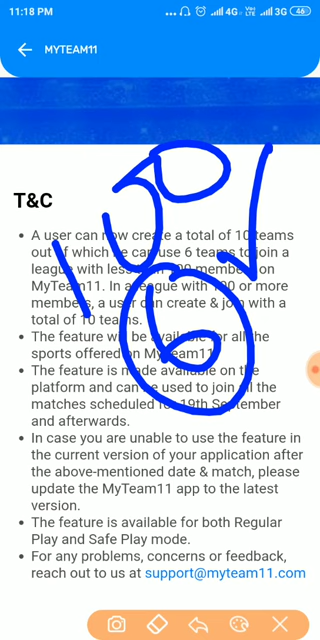 11:18 PM ... 4G Vo) LTE 3G 46
MYTEAM11
T&C
• A user can now create a total of 10 teams
out of which he can use 6 teams to join a
league with less than 100 members on
MyTeam11. In a league with 100 or more
members, a user can create & join with a
total of 10 teams.
• The feature will be available for all the
sports offered on MyTeam11.
• The feature is made available on the
platform and can be used to join all the
matches scheduled for 19th September
and afterwards.
• In case you are unable to use the feature in
the current version of your application after
the above-mentioned date & match, please
update the MyTeam11 app to the latest
version.
• The feature is available for both Regular
Play and Safe Play mode.
• For any problems, concerns or feedback,
reach out to us at support@myteam11.com